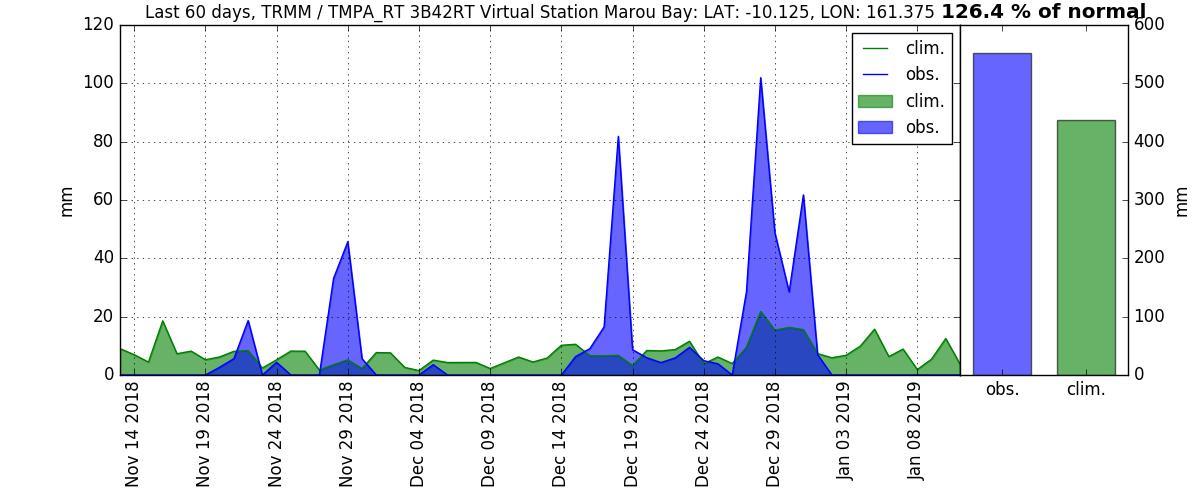 Last 60 days, TRMM / TMPA_RT 3B42RT Virtual Station Marou Bay: LAT: -10.125, LON: 161.375 126.4 % of normal
120
100
80
60
40
20
0
mm
clim.
obs.
clim.
obs.
600
500
400
300
200
100
0
mm
Nov 14 2018
Nov 19 2018
Nov 24 2018
Nov 29 2018
Dec 04 2018
Dec 09 2018
Dec 14 2018
Dec 19 2018
Dec 24 2018
Dec 29 2018
Jan 03 2019
Jan 08 2019
obs.
clim.